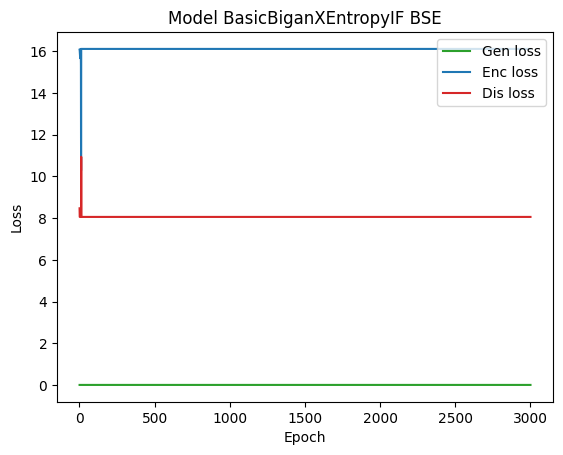 Model BasicBiganXEntropyIF BSE
Gen loss
Enc loss
Dis loss
Loss
16
14
12
10
8
6
4
2
0
0 500 1000 1500 2000 2500 3000
Epoch